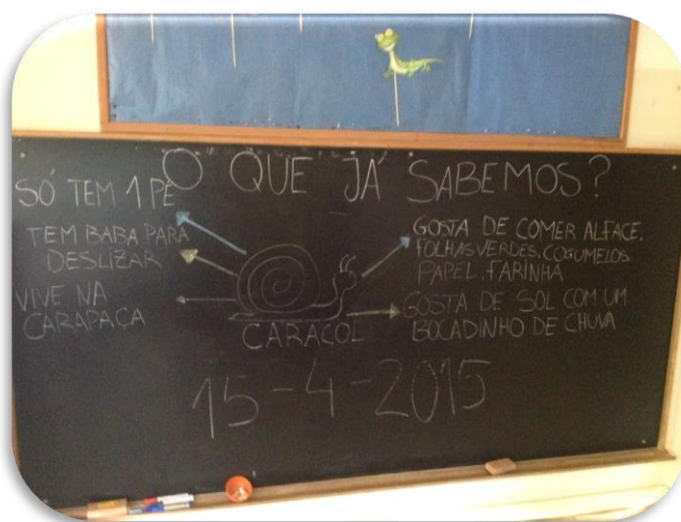 O QUE JÁ SABEMOS?
SÓ TEM 1 PÉ
TEM BABA PARA
DESLIZAR
VIVE NA
CARAPAÇA
CARACOL
GOSTA DE COMER ALFACE,
FOLHAS VERDES, COGUMELOS
PAPEL, FARINHA
GOSTA DE SOL COM UM
BOCADINHO DE CHUVA
15-4-2015